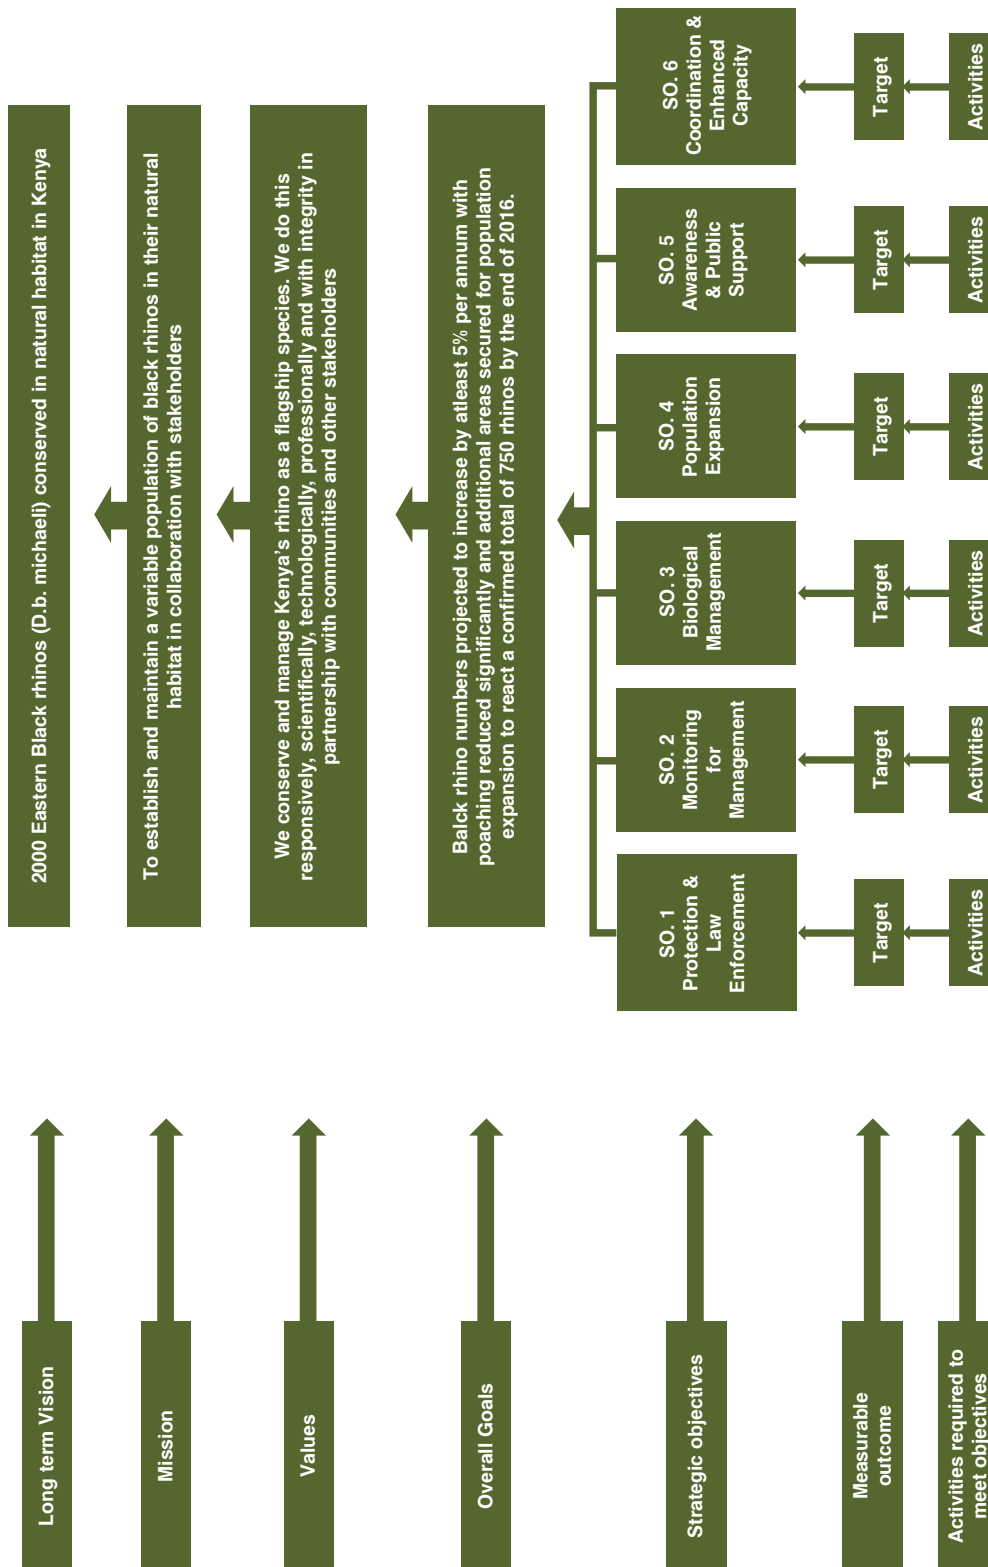 Long term Vision
2000 Eastern Black rhinos (D.b. michaeli) conserved in natural habitat in Kenya
Mission
To establish and maintain a variable population of black rhinos in their natural
habitat in collaboration with stakeholders
Values
We conserve and manage Kenya's rhino as a flagship species. We do this
responsively, scientifically, technologically, professionally and with integrity in
partnership with communities and other stakeholders
Overall Goals
Balck rhino numbers projected to increase by atleast 5% per annum with
poaching reduced significantly and additional areas secured for population
expansion to react a confirmed total of 750 rhinos by the end of 2016.
Strategic objectives
SO. 1
Protection &
Law
Enforcement
SO. 2
Monitoring
for
Management
SO. 3
Biological
Management
SO. 4
Population
Expansion
SO. 5
Awareness
& Public
Support
SO. 6
Coordination &
Enhanced
Capacity
Measurable
outcome
Target
Target
Target
Target
Target
Target
Activities required to
meet objectives
Activities
Activities
Activities
Activities
Activities
Activities